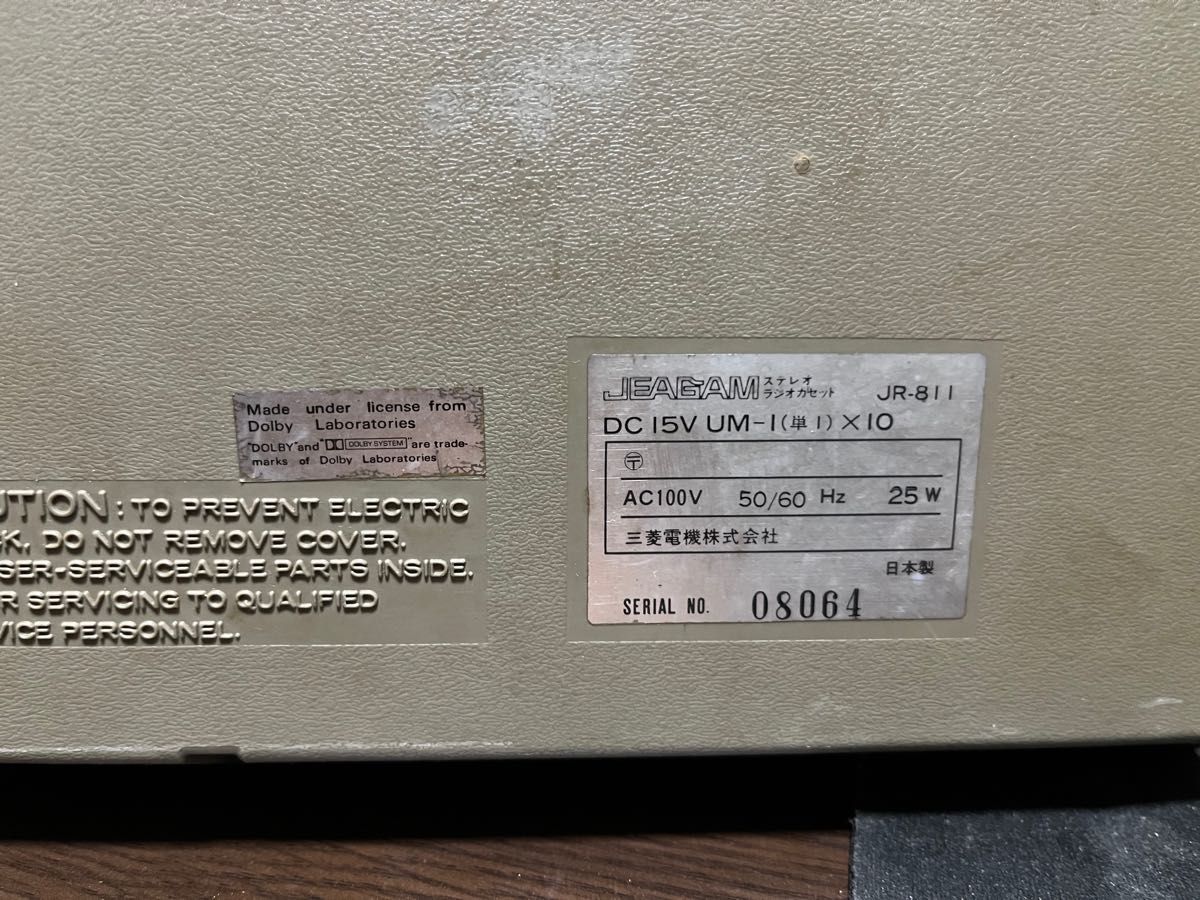 Made under license from
Dolby Laboratories
"DOLBY" and "DOLBY SYSTEM" are trade-
marks of Dolby Laboratories
UTION : TO PREVENT ELECTRIC
CK, DO NOT REMOVE COVER.
SER-SERVICEABLE PARTS INSIDE.
R SERVICING TO QUALIFIED
VICE PERSONNEL.
JEAGAM ステレオ ラジオカセット JR-811
DC 15V UM-1(単1)×10
〒
AC100V 50/60 Hz 25 W
三菱電機株式会社
日本製
SERIAL NO. 08064